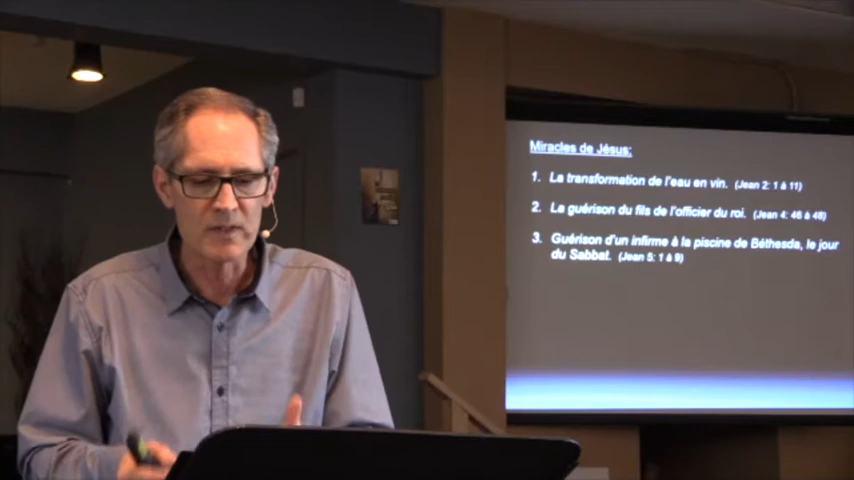 Miracles de Jésus:
1. La transformation de l'eau en vin. (Jean 2: 1 à 11)
2. La guérison du fils de l'officier du roi. (Jean 4: 46 à 48)
3. Guérison d'un infirme à la piscine de Béthesda, le jour
du Sabbat. (Jean 5: 1 à 9)